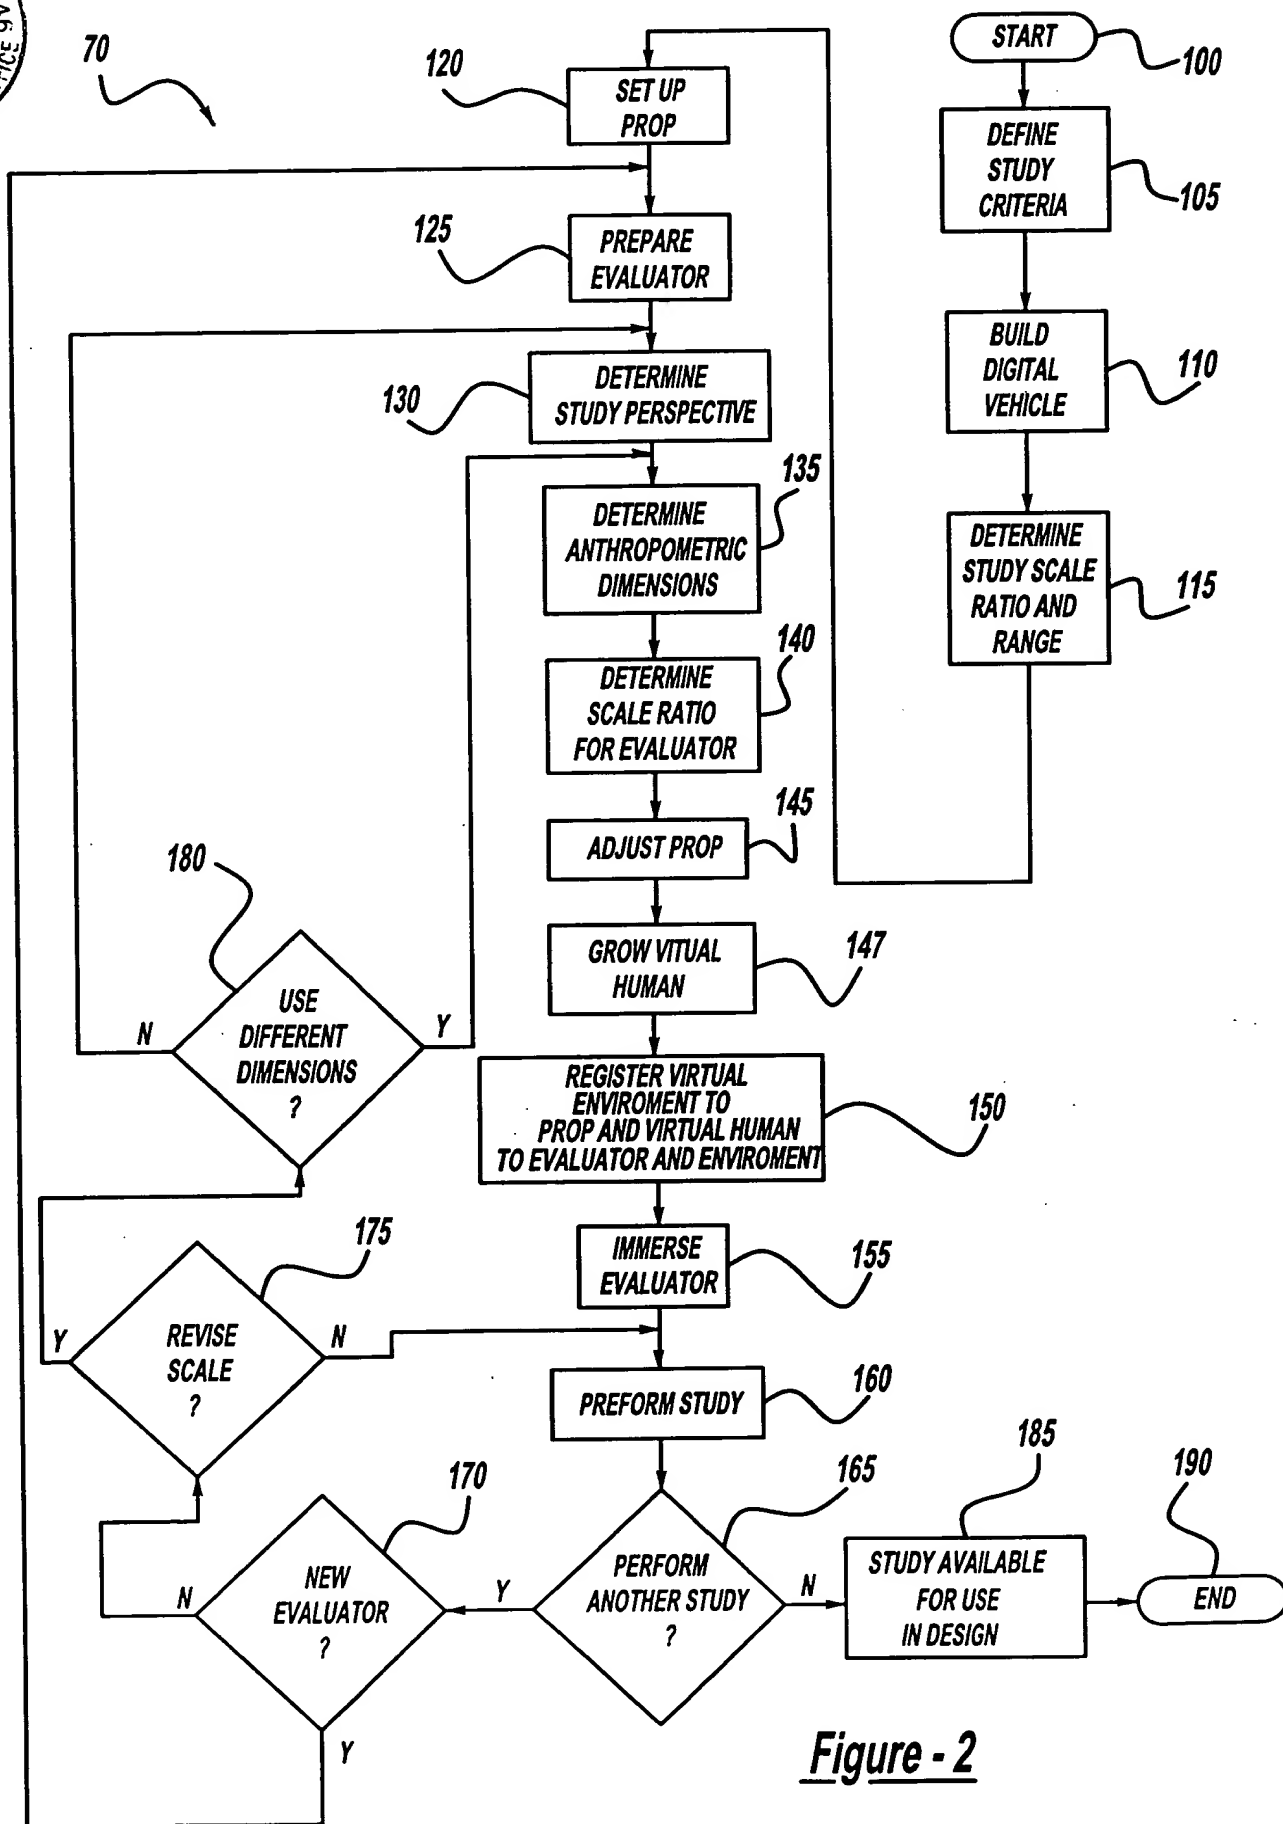 70
START
100
DEFINE
STUDY
CRITERIA
105
BUILD
DIGITAL
VEHICLE
110
DETERMINE
STUDY SCALE
RATIO AND
RANGE
115
120
SET UP
PROP
125
PREPARE
EVALUATOR
130
DETERMINE
STUDY PERSPECTIVE
135
DETERMINE
ANTHROPOMETRIC
DIMENSIONS
140
DETERMINE
SCALE RATIO
FOR EVALUATOR
145
ADJUST PROP
147
GROW VITUAL
HUMAN
150
REGISTER VIRTUAL
ENVIROMENT TO
PROP AND VIRTUAL HUMAN
TO EVALUATOR AND ENVIROMENT
155
IMMERSE
EVALUATOR
160
PREFORM STUDY
165
PERFORM
ANOTHER STUDY
?
Y
N
170
NEW
EVALUATOR
?
N
Y
175
REVISE
SCALE
?
Y
N
180
USE
DIFFERENT
DIMENSIONS
?
N
Y
185
STUDY AVAILABLE
FOR USE
IN DESIGN
190
END
Figure - 2